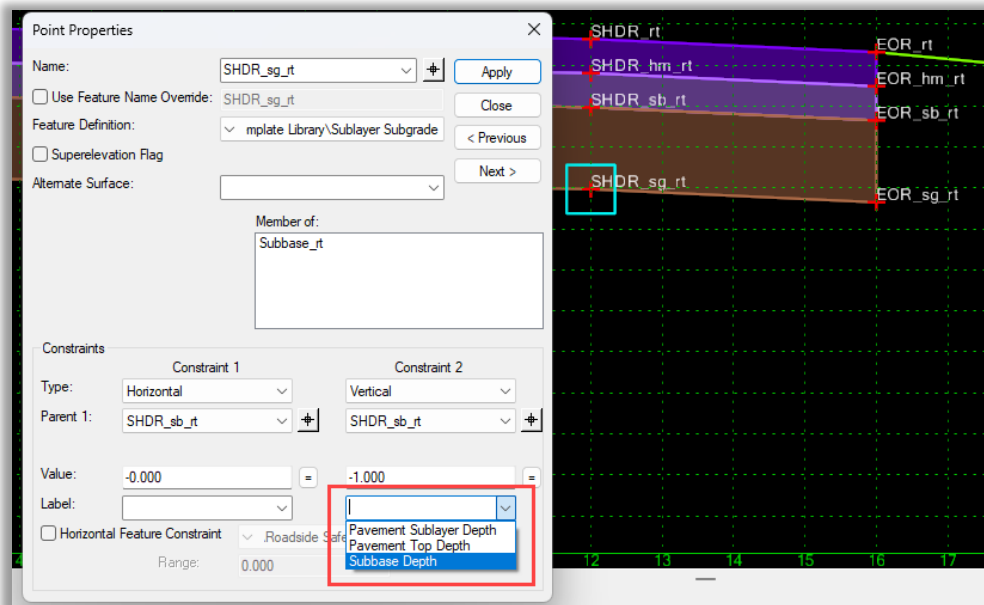 Point Properties
Name:
SHDR_sg_rt
Apply
Use Feature Name Override:
SHDR_sg_rt
Close
Feature Definition:
mplate Library\Sublayer Subgrade
< Previous
Superelevation Flag
Next >
Alternate Surface:
Member of:
Subbase_rt
Constraints
Constraint 1
Constraint 2
Type:
Horizontal
Vertical
Parent 1:
SHDR_sb_rt
SHDR_sb_rt
Value:
-0.000
=
-1.000
=
Label:
Horizontal Feature Constraint
.Roadside Safe
Pavement Sublayer Depth
Pavement Top Depth
Subbase Depth
Range:
0.000
SHDR_rt
EOR_rt
SHDR_hm_rt
EOR_hm_rt
SHDR_sb_rt
EOR_sb_rt
SHDR_sg_rt
EOR_sg_rt
12 13 14 15 16 17